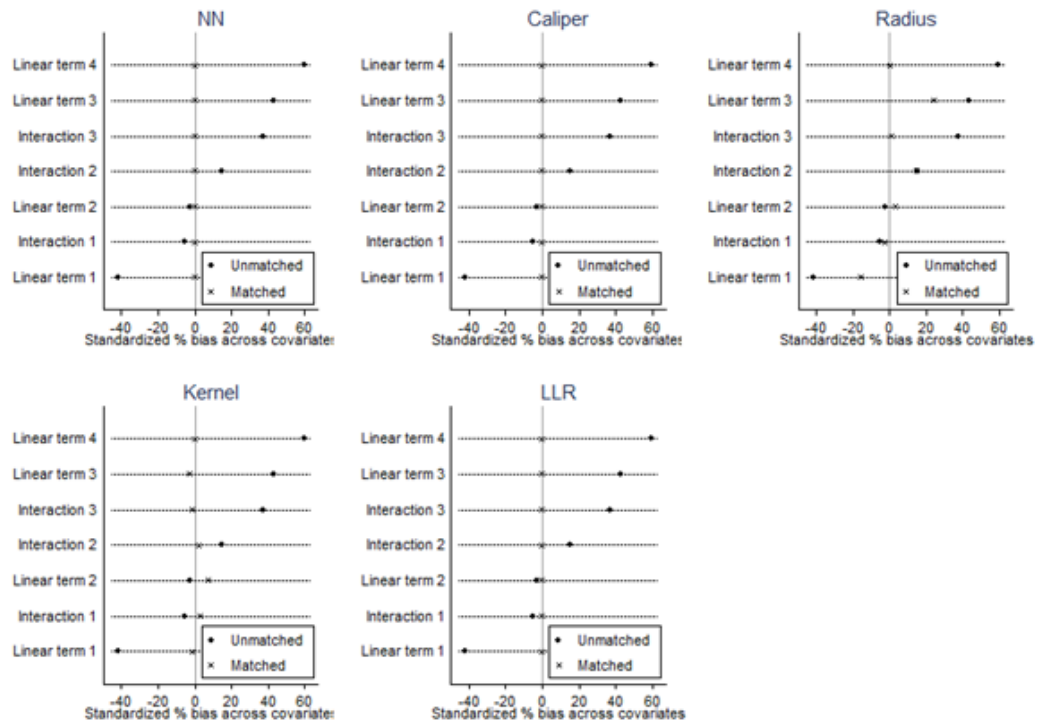 NN
Linear term 4
Linear term 3
Interaction 3
Interaction 2
Linear term 2
Interaction 1
Linear term 1
Unmatched
Matched
-40 -20 0 20 40 60
Standardized % bias across covariates
Caliper
Linear term 4
Linear term 3
Interaction 3
Interaction 2
Linear term 2
Interaction 1
Linear term 1
Unmatched
Matched
-40 -20 0 20 40 60
Standardized % bias across covariates
Radius
Linear term 4
Linear term 3
Interaction 3
Interaction 2
Linear term 2
Interaction 1
Linear term 1
Unmatched
Matched
-40 -20 0 20 40 60
Standardized % bias across covariates
Kernel
Linear term 4
Linear term 3
Interaction 3
Interaction 2
Linear term 2
Interaction 1
Linear term 1
Unmatched
Matched
-40 -20 0 20 40 60
Standardized % bias across covariates
LLR
Linear term 4
Linear term 3
Interaction 3
Interaction 2
Linear term 2
Interaction 1
Linear term 1
Unmatched
Matched
-40 -20 0 20 40 60
Standardized % bias across covariates